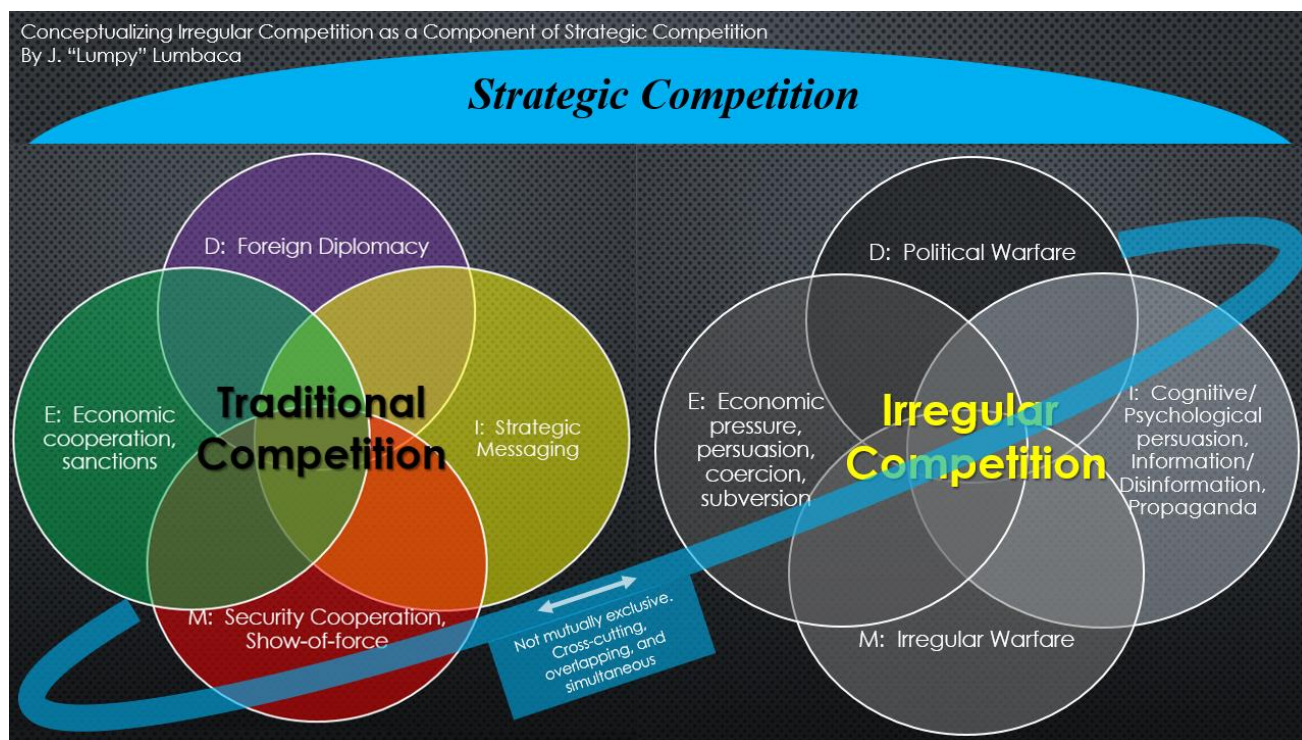 Conceptualizing Irregular Competition as a Component of Strategic Competition
By J. “Lumpy” Lumbaca
Strategic Competition
D: Foreign Diplomacy
E: Economic
cooperation,
sanctions
Traditional
Competition
I: Strategic
Messaging
M: Security Cooperation,
Show-of-force
Not mutually exclusive.
Cross-cutting,
overlapping, and
simultaneous
D: Political Warfare
E: Economic
pressure,
persuasion,
coercion,
subversion
Irregular
Competition
I: Cognitive/
Psychological
persuasion,
Information/
Disinformation,
Propaganda
M: Irregular Warfare